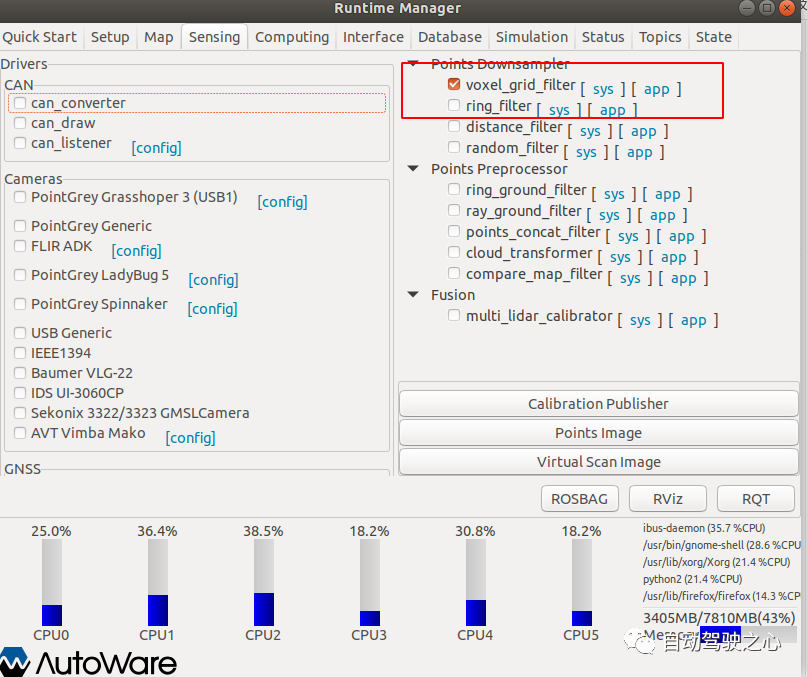 Runtime Manager
Quick Start Setup Map Sensing Computing Interface Database Simulation Status Topics State
Drivers
CAN
can_converter
can_draw
can_listener [config]
Cameras
PointGrey Grasshoper 3 (USB1) [config]
PointGrey Generic
FLIR ADK [config]
PointGrey LadyBug 5 [config]
PointGrey Spinnaker [config]
USB Generic
IEEE1394
Baumer VLG-22
IDS UI-3060CP
Sekonix 3322/3323 GMSLCamera
AVT Vimba Mako [config]
GNSS
Points Downsampler
voxel_grid_filter [ sys ] [ app ]
ring_filter [ sys ] [ app ]
distance_filter [ sys ] [ app ]
random_filter [ sys ] [ app ]
Points Preprocessor
ring_ground_filter [ sys ] [ app ]
ray_ground_filter [ sys ] [ app ]
points_concat_filter [ sys ] [ app ]
cloud_transformer [ sys ] [ app ]
compare_map_filter [ sys ] [ app ]
Fusion
multi_lidar_calibrator [ sys ] [ app ]
Calibration Publisher
Points Image
Virtual Scan Image
ROSBAG RViz RQT
25.0% 36.4% 38.5% 18.2% 30.8% 18.2%
CPU0 CPU1 CPU2 CPU3 CPU4 CPU5
ibus-daemon (35.7 %CPU)
/usr/bin/gnome-shell (28.6 %CPU
/usr/lib/xorg/Xorg (21.4 %CPU)
python2 (21.4 %CPU)
/usr/lib/firefox/firefox (14.3 %CPU
3405MB/7810MB(43%)
Memory
自动驾驶之心
AutoWare